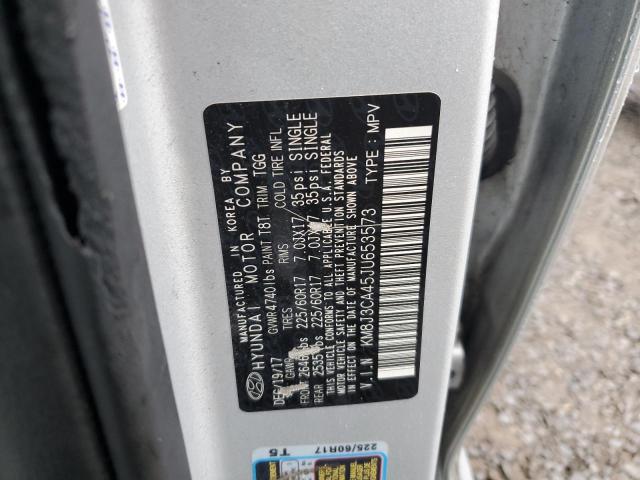 MANUFACTURED IN KOREA BY
HYUNDAI MOTOR COMPANY
DEC/19/17 GVWR 4740 lbs PAINT T8T TRIM TGG
GAWR TIRES RIMS COLD TIRE INFL
FRONT lbs 225/60R17 7.0JX17 35psi SINGLE
REAR 2535 lbs 225/60R17 7.0JX17 35psi SINGLE
THIS VEHICLE CONFORMS TO ALL APPLICABLE U.S.A. FEDERAL
MOTOR VEHICLE SAFETY, BUMPER, AND THEFT PREVENTION
STANDARDS IN EFFECT ON THE DATE OF MANUFACTURE SHOWN ABOVE
V.I.N KM8J3CA45JU653573 TYPE : MPV
T5 225/60R17